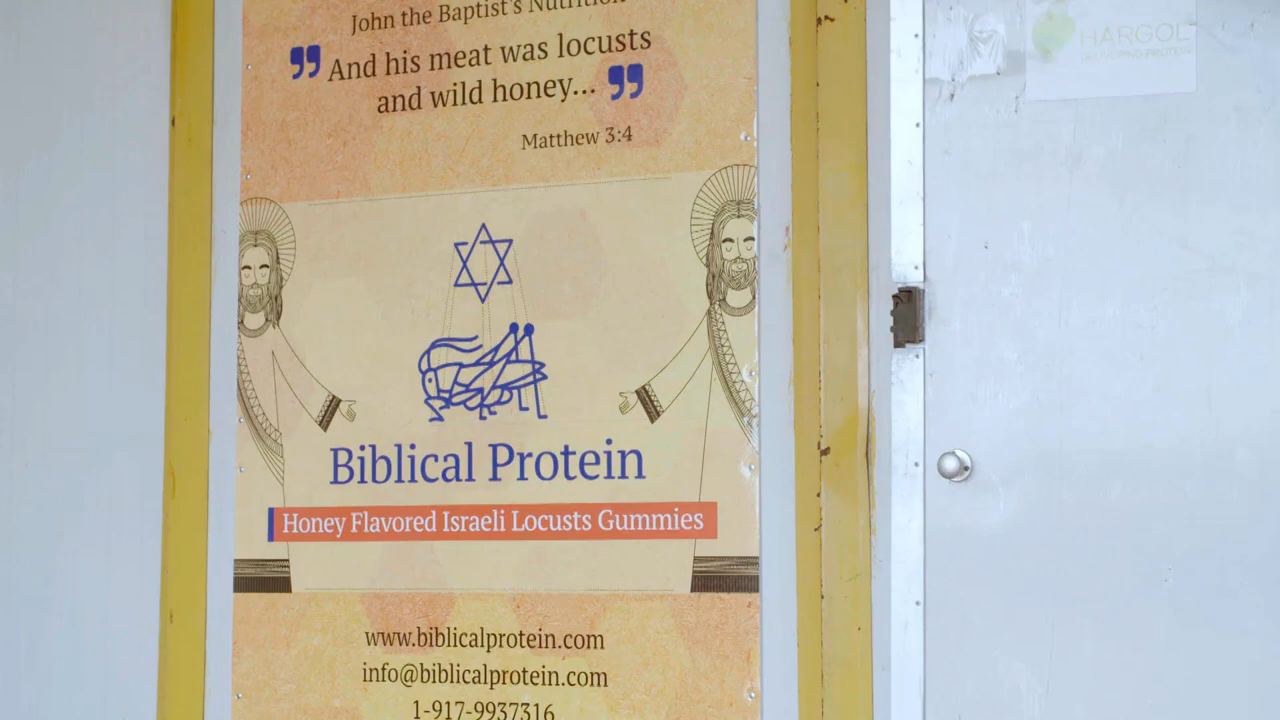 John the Baptist's Nutrition
” And his meat was locusts
and wild honey... ”
Matthew 3:4
Biblical Protein
Honey Flavored Israeli Locusts Gummies
www.biblicalprotein.com
info@biblicalprotein.com
1-917-9937316
HARGOL